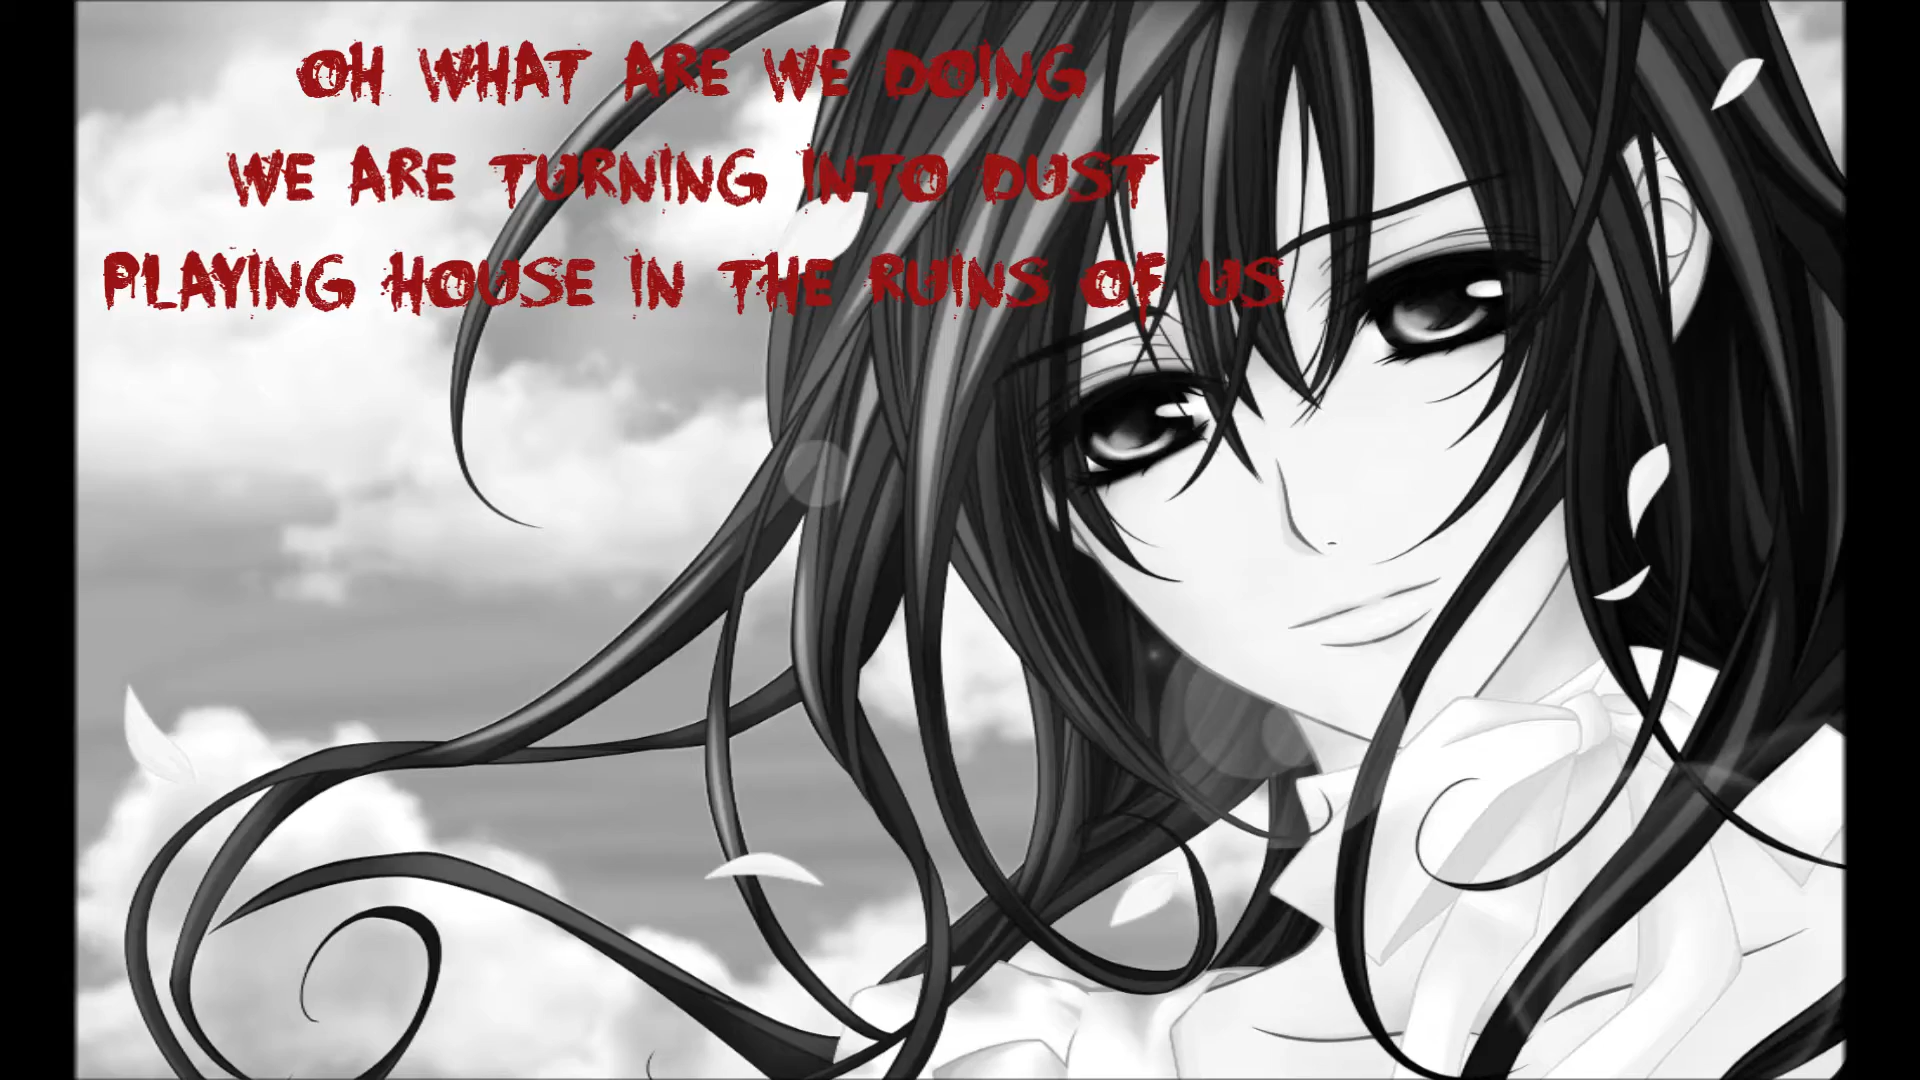 OH WHAT ARE WE DOING
WE ARE TURNING INTO DUST
PLAYING HOUSE IN THE RUINS OF US